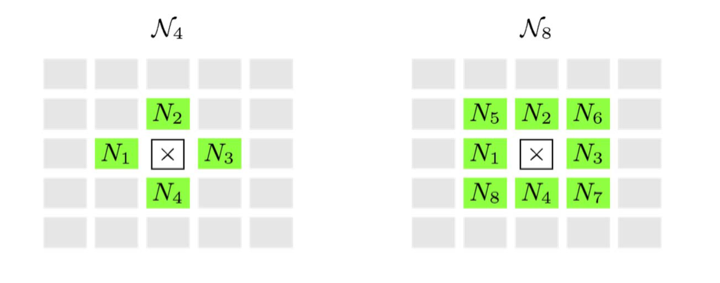 𝒩₄ 𝒩₈
N₂ N₅ N₂ N₆
N₁ × N₃ N₁ × N₃
N₄ N₈ N₄ N₇